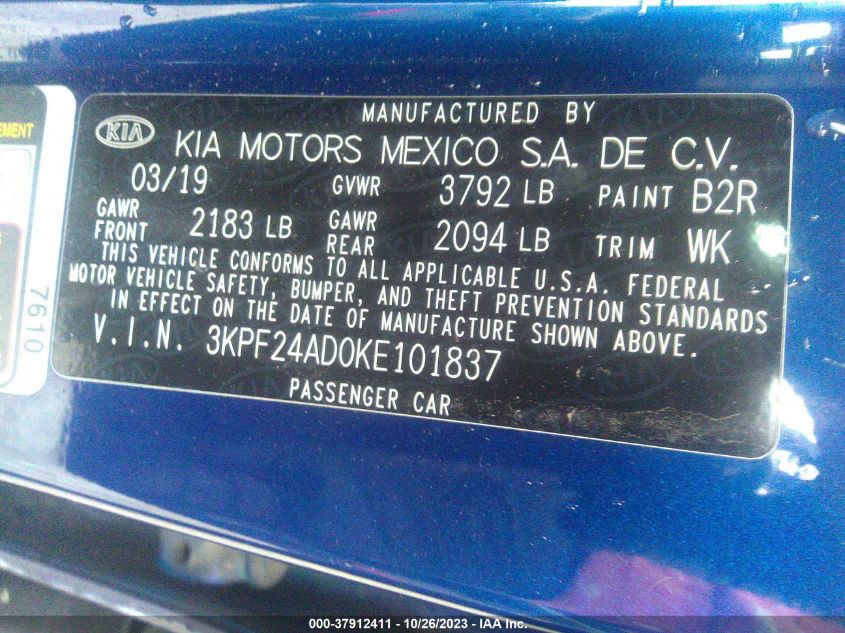 MANUFACTURED BY
KIA
KIA MOTORS MEXICO S.A. DE C.V.
03/19 GVWR 3792 LB PAINT B2R
GAWR FRONT 2183 LB GAWR REAR 2094 LB TRIM WK
THIS VEHICLE CONFORMS TO ALL APPLICABLE U.S.A. FEDERAL
MOTOR VEHICLE SAFETY, BUMPER, AND THEFT PREVENTION STANDARDS
IN EFFECT ON THE DATE OF MANUFACTURE SHOWN ABOVE.
V.I.N. 3KPF24AD0KE101837
PASSENGER CAR
7610
000-37912411 - 10/26/2023 - IAA Inc.